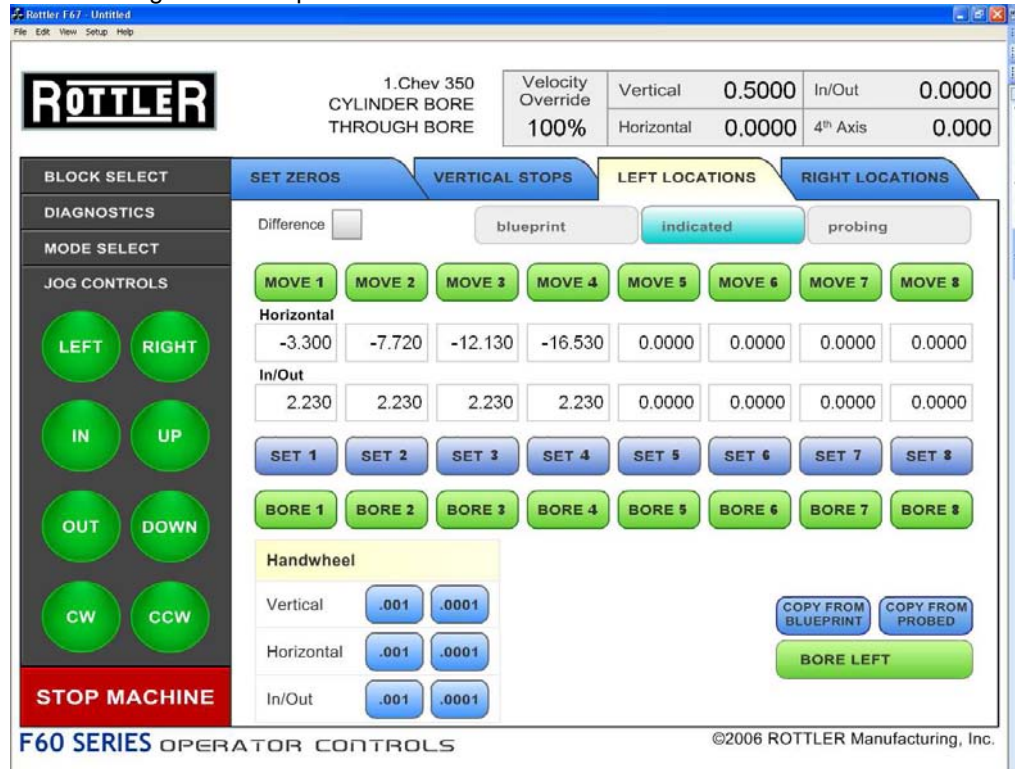 Rottler F67 - Untitled
File Edit View Setup Help
ROTTLER
1.Chev 350
CYLINDER BORE
THROUGH BORE
Velocity Override 100%
Vertical 0.5000 In/Out 0.0000
Horizontal 0.0000 4th Axis 0.000
BLOCK SELECT
DIAGNOSTICS
MODE SELECT
JOG CONTROLS
LEFT RIGHT
IN UP
OUT DOWN
CW CCW
STOP MACHINE
SET ZEROS VERTICAL STOPS LEFT LOCATIONS RIGHT LOCATIONS
Difference blueprint indicated probing
MOVE 1 MOVE 2 MOVE 3 MOVE 4 MOVE 5 MOVE 6 MOVE 7 MOVE 8
Horizontal
-3.300 -7.720 -12.130 -16.530 0.0000 0.0000 0.0000 0.0000
In/Out
2.230 2.230 2.230 2.230 0.0000 0.0000 0.0000 0.0000
SET 1 SET 2 SET 3 SET 4 SET 5 SET 6 SET 7 SET 8
BORE 1 BORE 2 BORE 3 BORE 4 BORE 5 BORE 6 BORE 7 BORE 8
Handwheel
Vertical .001 .0001
Horizontal .001 .0001
In/Out .001 .0001
COPY FROM BLUEPRINT COPY FROM PROBED
BORE LEFT
F60 SERIES OPERATOR CONTROLS
©2006 ROTTLER Manufacturing, Inc.